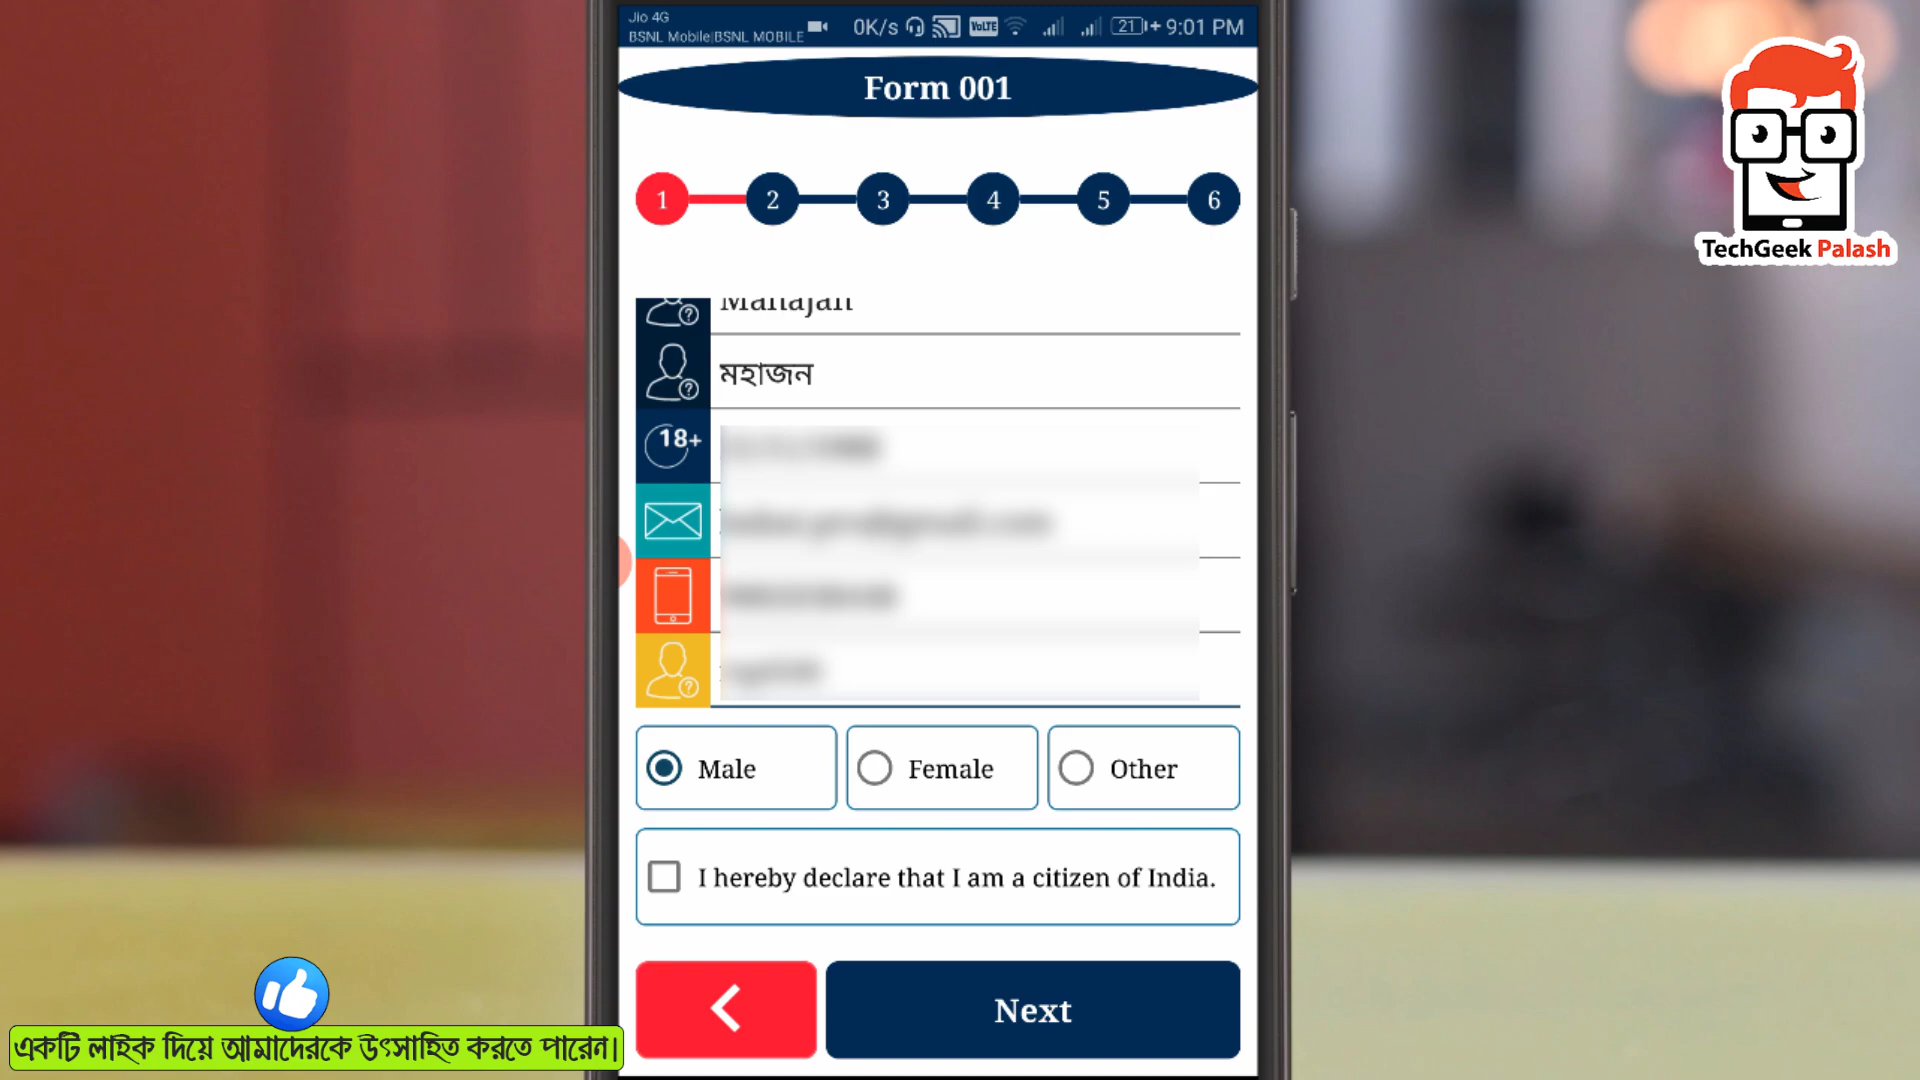 Jio 4G
BSNL Mobile|BSNL MOBILE
0K/s VoLTE 21 9:01 PM
Form 001
1 2 3 4 5 6
TechGeek Palash
Mahajan
মহাজন
18+
Male Female Other
I hereby declare that I am a citizen of India.
Next
একটি লাইক দিয়ে আমাদেরকে উৎসাহিত করতে পারেন।